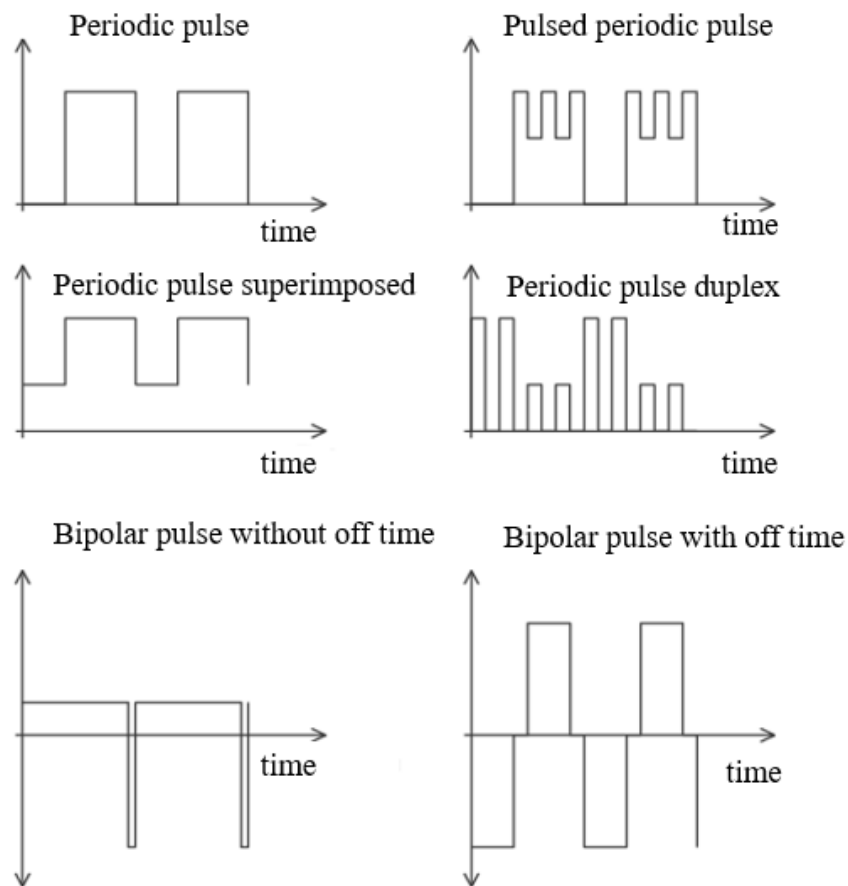 Periodic pulse
Pulsed periodic pulse
time
time
Periodic pulse superimposed
Periodic pulse duplex
time
time
Bipolar pulse without off time
Bipolar pulse with off time
time
time